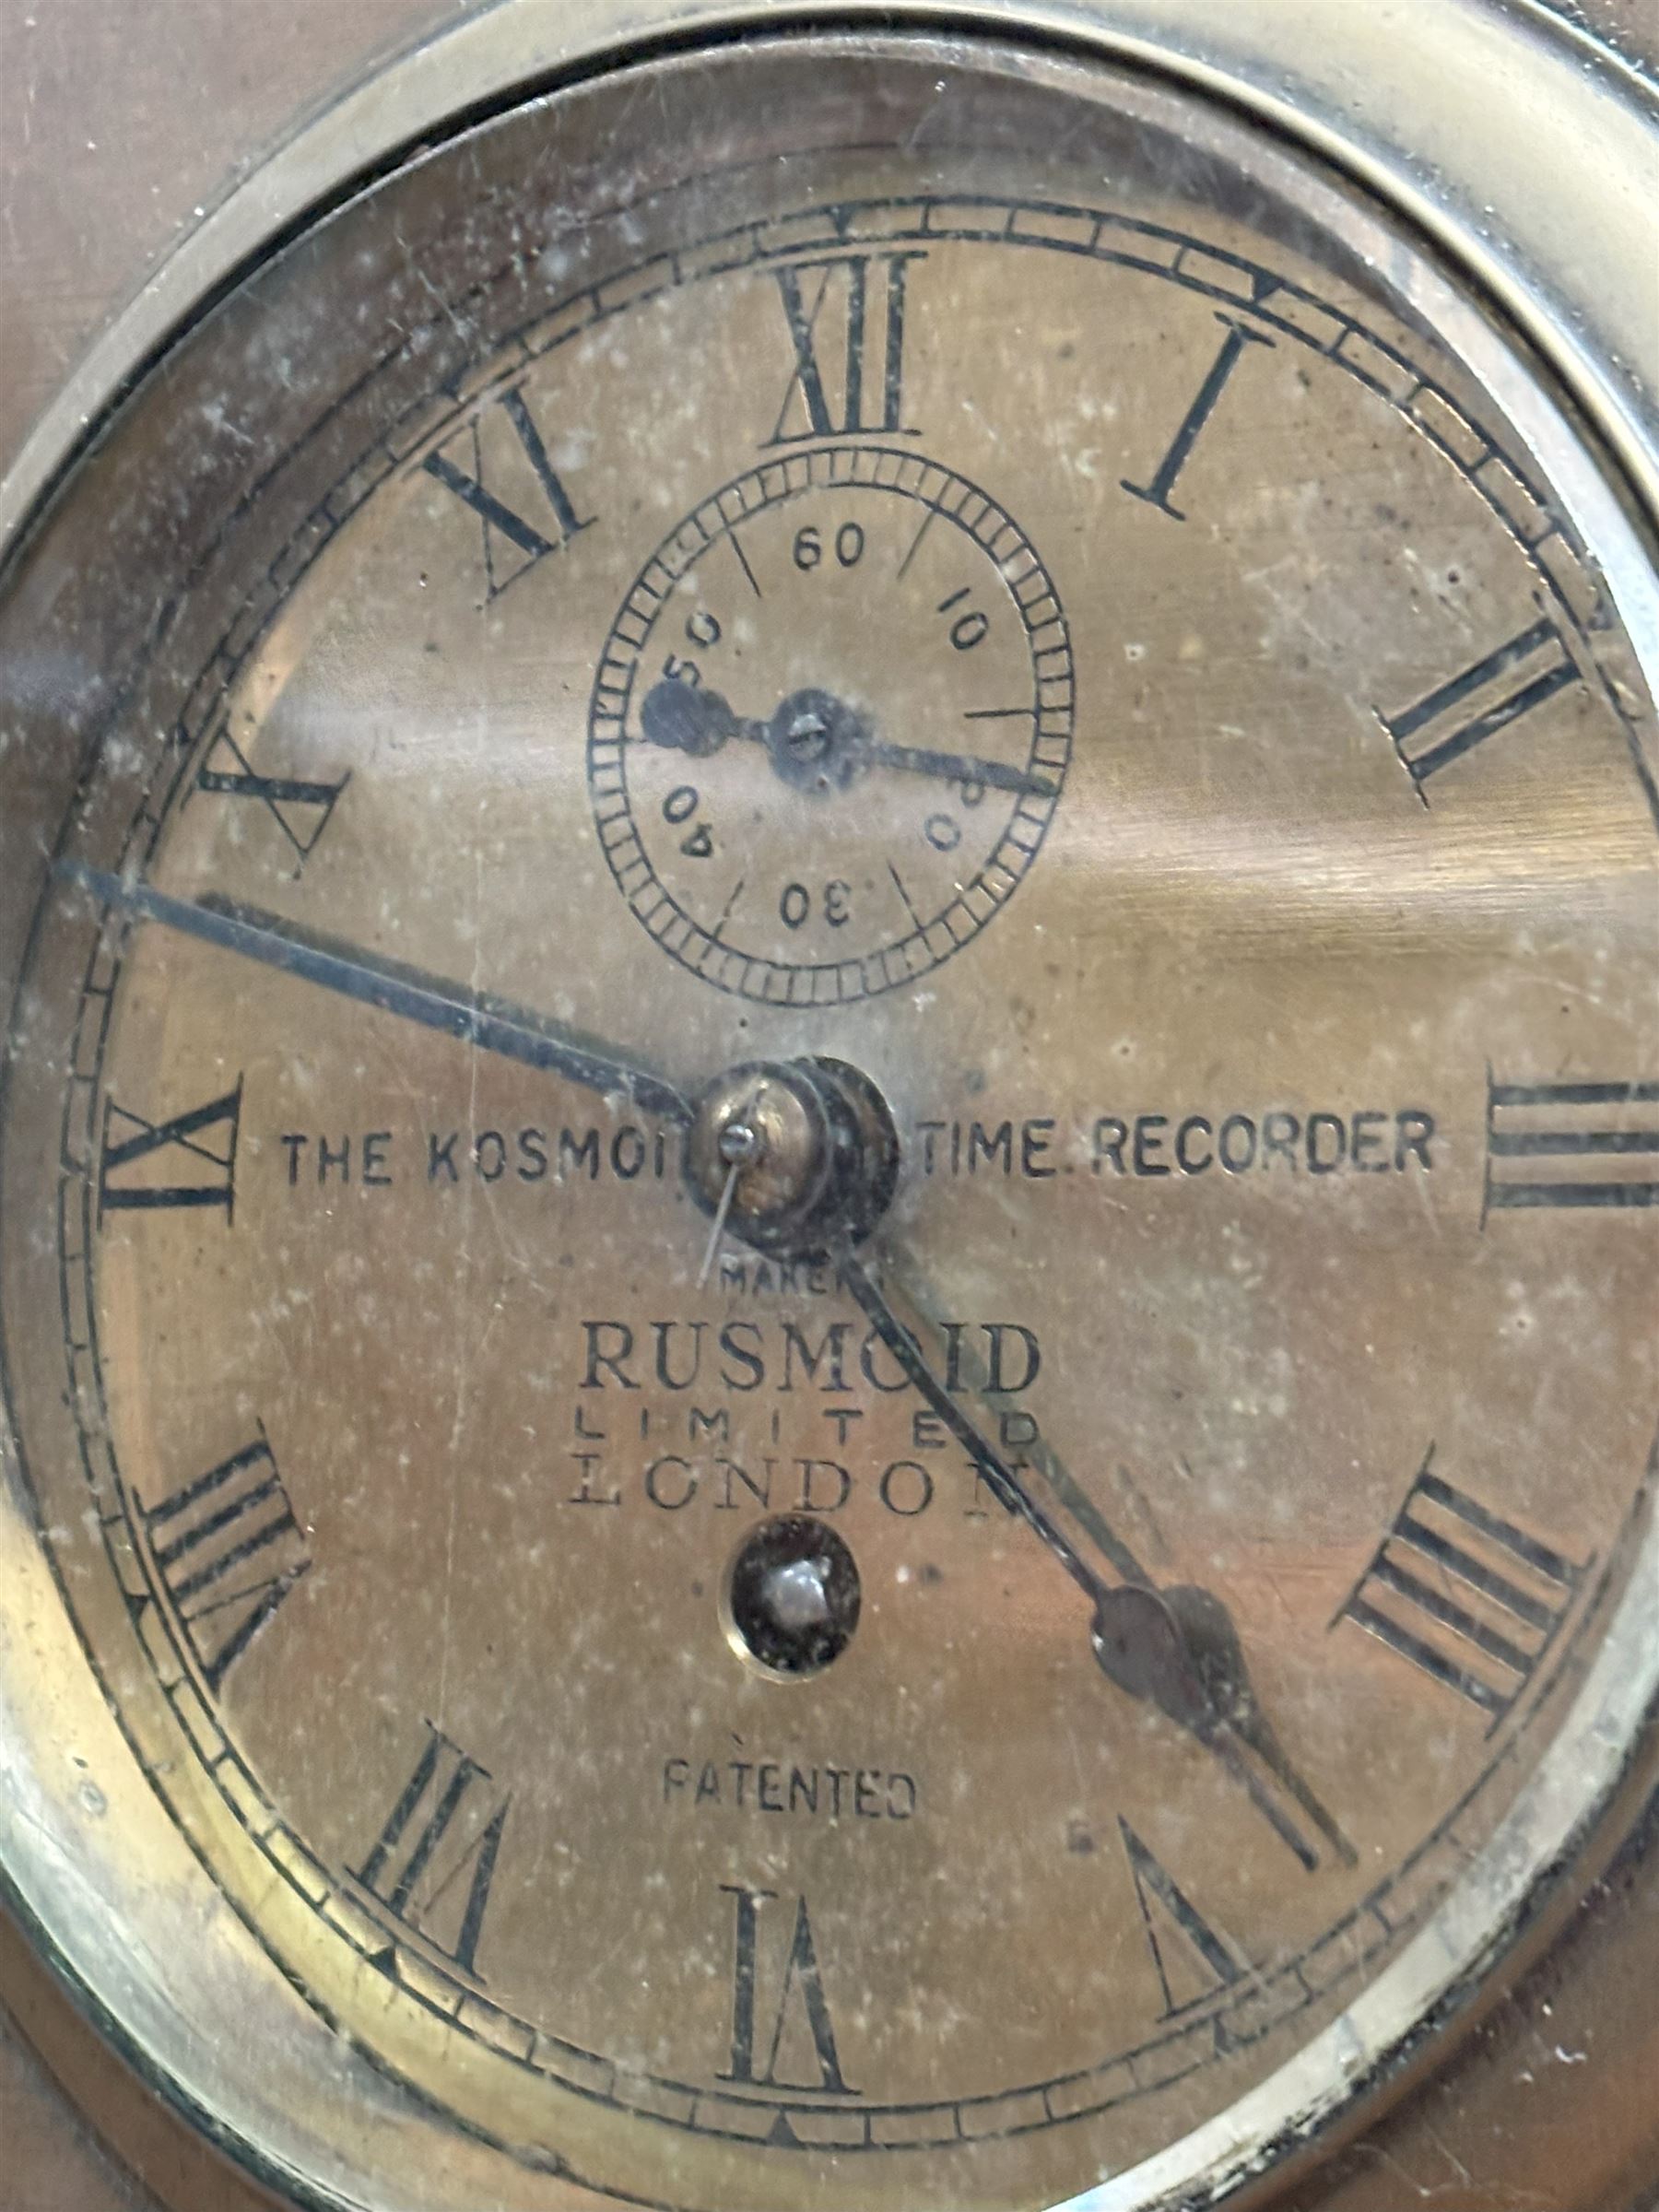 XII
I
II
III
IIII
V
VI
VII
VIII
IX
X
XI
60
10
20
30
40
50
THE KOSMOI TIME RECORDER
MAKERS
RUSMOID
LIMITED
LONDON
PATENTED